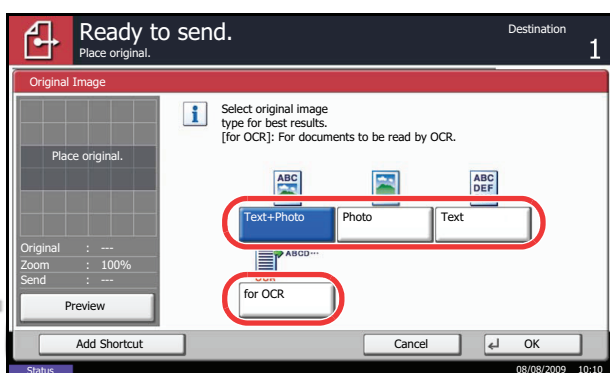 Ready to send.
Destination
Place original.
1
Original Image
Select original image
type for best results.
[for OCR]: For documents to be read by OCR.
Place original.
ABC
ABC
DEF
Text+Photo
Photo
Text
ABCD...
OCR
for OCR
Original : ---
Zoom : 100%
Send : ---
Preview
Add Shortcut
Cancel
OK
Status
08/08/2009 10:10